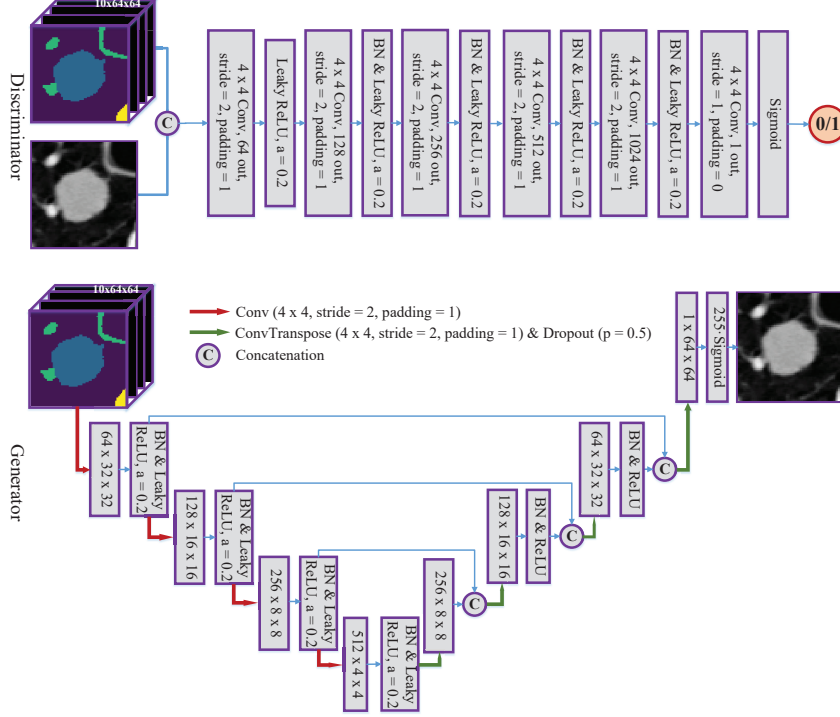 10x64x64
Discriminator
C
4 x 4 Conv, 64 out,
stride = 2, padding = 1
Leaky ReLU, a = 0.2
4 x 4 Conv, 128 out,
stride = 2, padding = 1
BN & Leaky ReLU, a = 0.2
4 x 4 Conv, 256 out,
stride = 2, padding = 1
BN & Leaky ReLU, a = 0.2
4 x 4 Conv, 512 out,
stride = 2, padding = 1
BN & Leaky ReLU, a = 0.2
4 x 4 Conv, 1024 out,
stride = 2, padding = 1
BN & Leaky ReLU, a = 0.2
4 x 4 Conv, 1 out,
stride = 1, padding = 0
Sigmoid
0/1
10x64x64
Conv (4 x 4, stride = 2, padding = 1)
ConvTranspose (4 x 4, stride = 2, padding = 1) & Dropout (p = 0.5)
C
Concatenation
Generator
64 x 32 x 32
BN & Leaky
ReLU, a = 0.2
128 x 16 x 16
BN & Leaky
ReLU, a = 0.2
256 x 8 x 8
BN & Leaky
ReLU, a = 0.2
512 x 4 x 4
BN & Leaky
ReLU, a = 0.2
256 x 8 x 8
C
128 x 16 x 16
BN & ReLU
C
64 x 32 x 32
BN & ReLU
C
1 x 64 x 64
255· Sigmoid